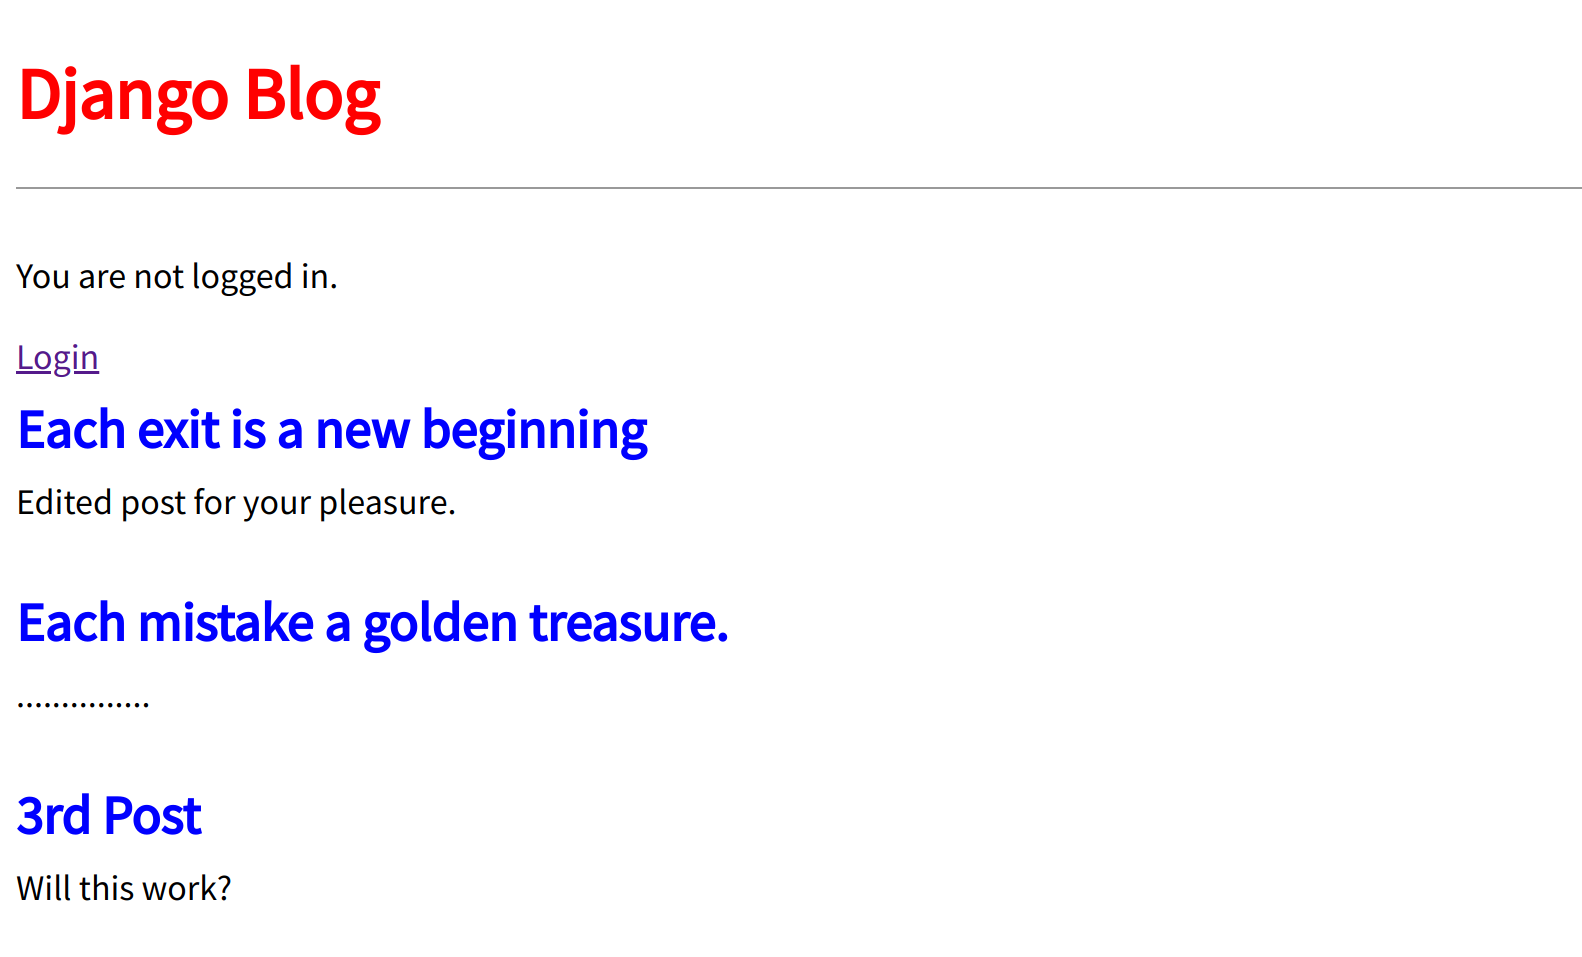 Django Blog
You are not logged in.
Login
Each exit is a new beginning
Edited post for your pleasure.
Each mistake a golden treasure.
...............
3rd Post
Will this work?